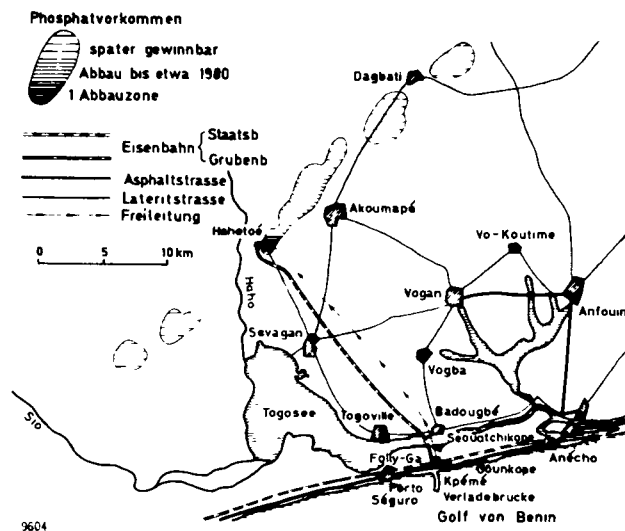 Phosphatvorkommen
spater gewinnbar
Abbau bis etwa 1980
1 Abbauzone
Eisenbahn { Staatsb
Grubenb
Asphaltstrasse
Lateritstrasse
Freileitung
0 5 10 km
Dagbati
Akoumapé
Hahotoé
Vo-Koutime
Haho
Vogan
Anfouin
Sevagan
Vogba
Sio
Togosee
Togoville
Badougbé
Seouatchikope
Gounkope
Anécho
Folly-Ga
Kpémé
Porto
Séguro
Verladebrucke
Golf von Benin
9604